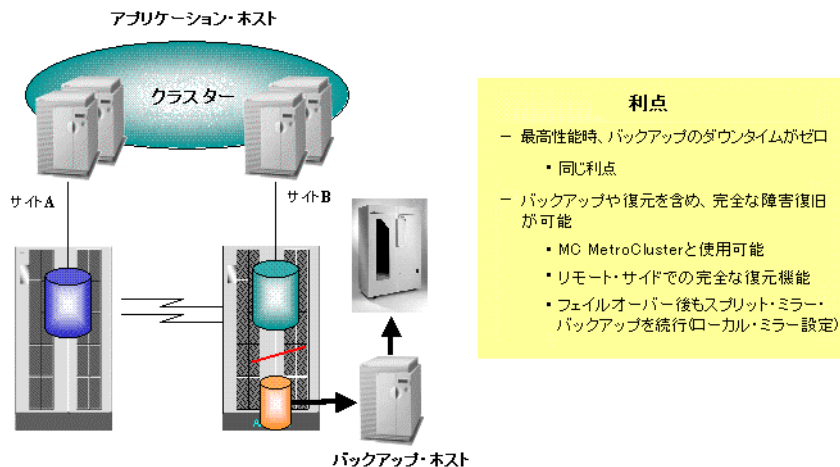 アプリケーション・ホスト
クラスター
サイトA
サイトB
バックアップ・ホスト
利点
－ 最高性能時、バックアップのダウンタイムがゼロ
・ 同じ利点
－ バックアップや復元を含め、完全な障害復旧
が可能
・ MC MetroClusterと使用可能
・ リモート・サイドでの完全な復元機能
・ フェイルオーバー後もスプリット・ミラー・
バックアップを続行(ローカル・ミラー設定)